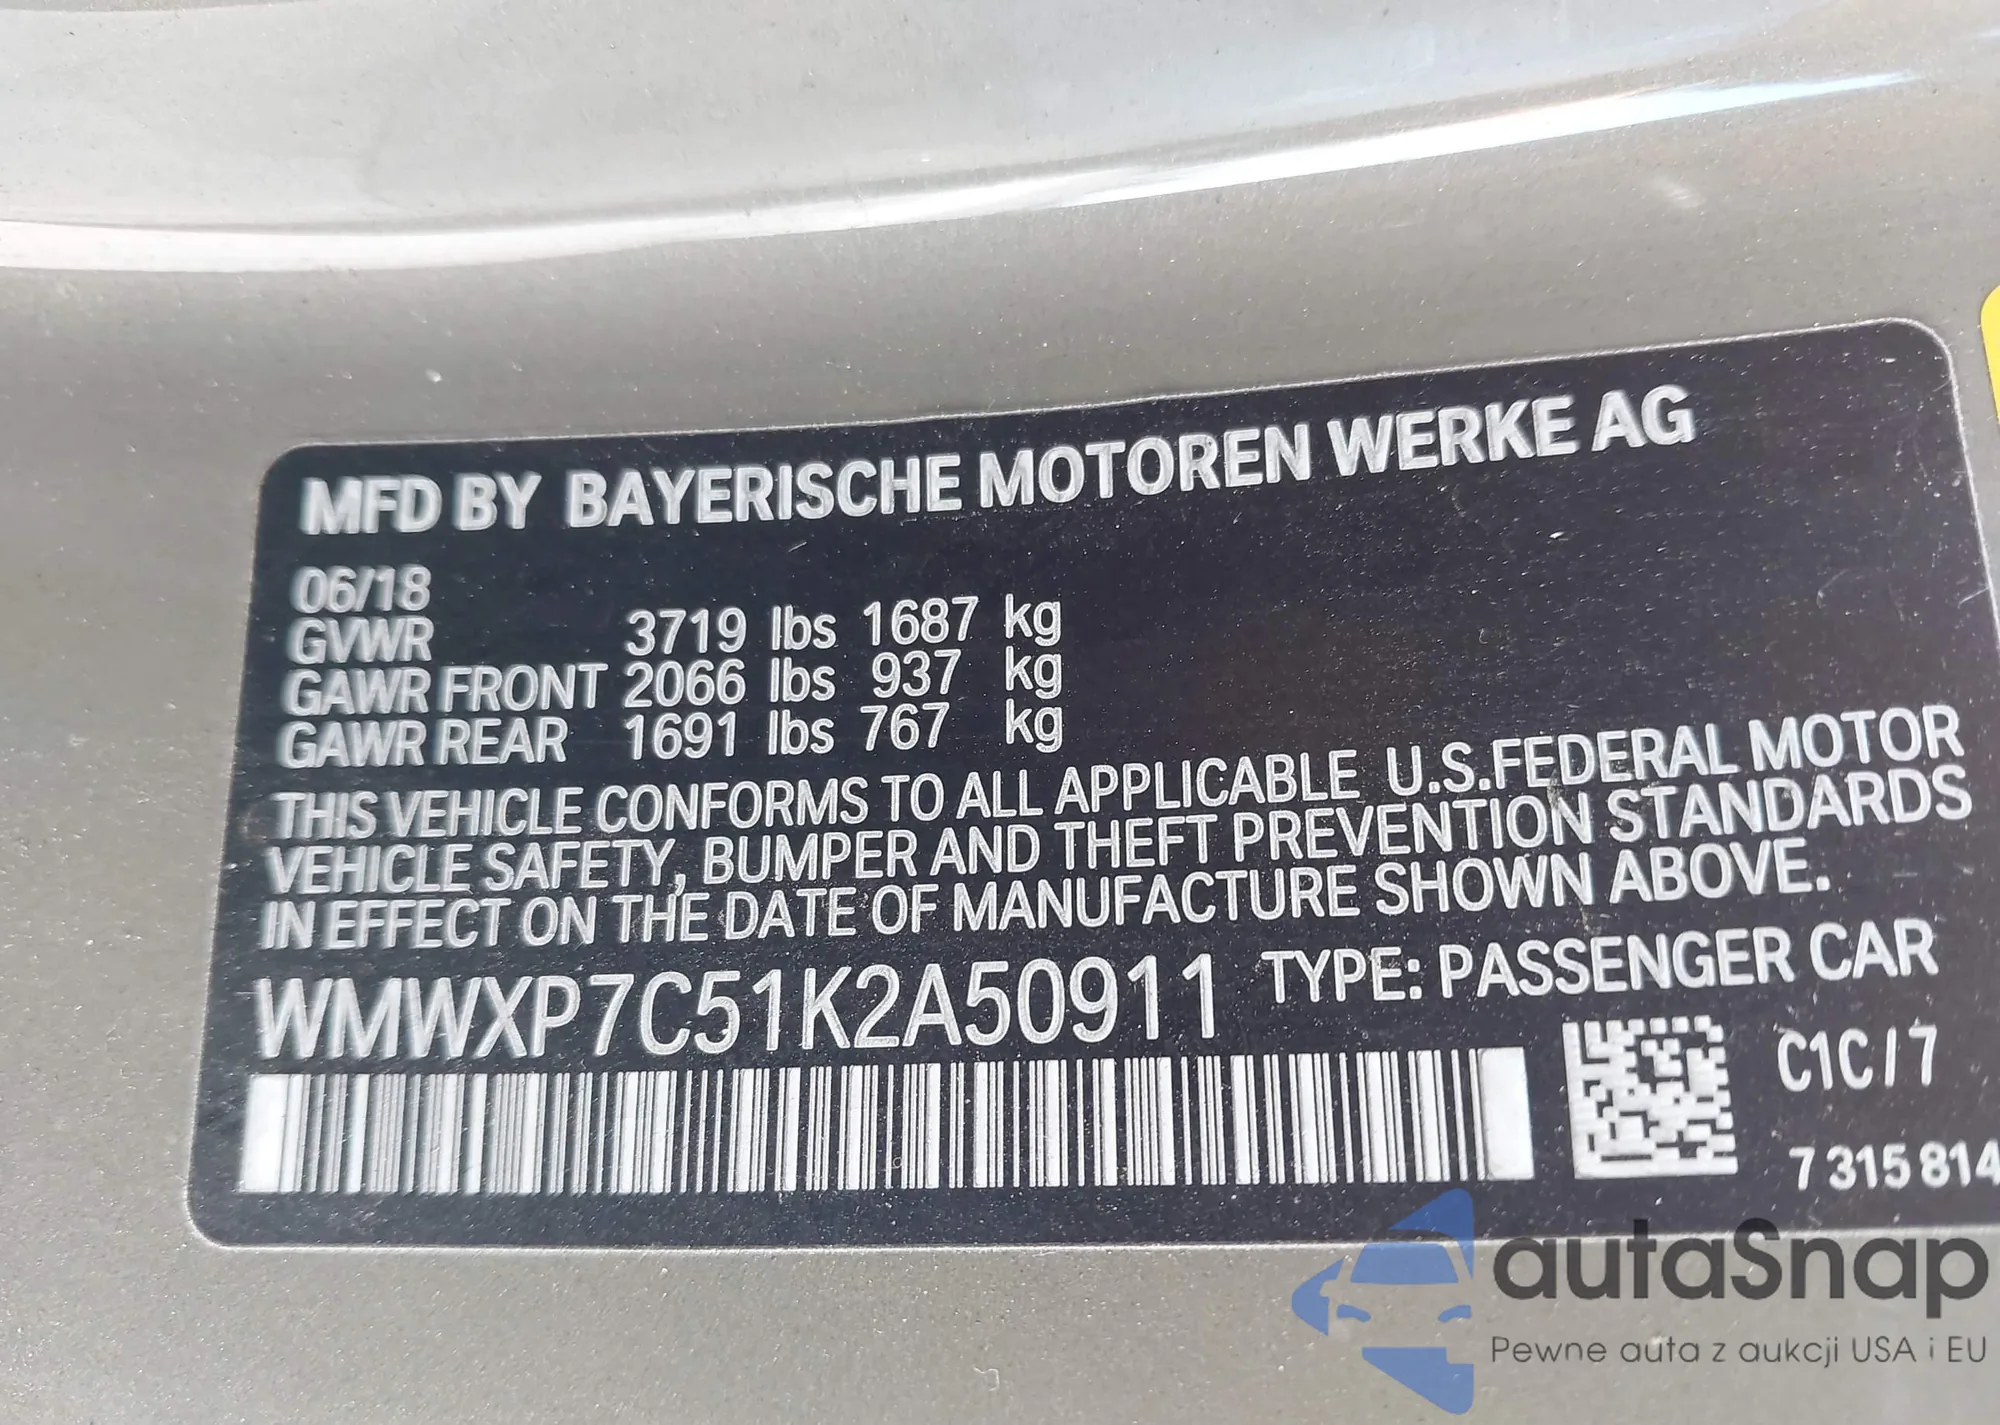 MFD BY BAYERISCHE MOTOREN WERKE AG
06/18
GVWR 3719 lbs 1687 kg
GAWR FRONT 2066 lbs 937 kg
GAWR REAR 1691 lbs 767 kg
THIS VEHICLE CONFORMS TO ALL APPLICABLE U.S.FEDERAL MOTOR
VEHICLE SAFETY, BUMPER AND THEFT PREVENTION STANDARDS
IN EFFECT ON THE DATE OF MANUFACTURE SHOWN ABOVE.
WMWXP7C51K2A50911 TYPE: PASSENGER CAR
C1C/7
7315814
autaSnap
Pewne auta z aukcji USA i EU